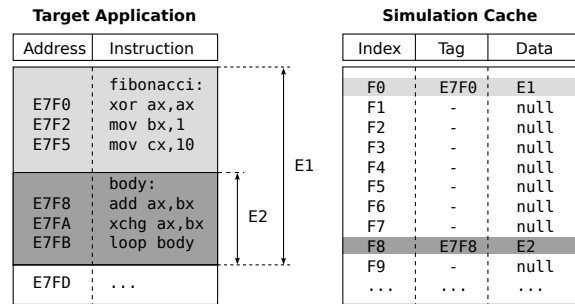 Target Application
Address Instruction
fibonacci:
E7F0 xor ax,ax
E7F2 mov bx,1
E7F5 mov cx,10
body:
E7F8 add ax,bx
E7FA xchg ax,bx
E7FB loop body
E7FD ...
E1
E2
Simulation Cache
Index Tag Data
F0 E7F0 E1
F1 - null
F2 - null
F3 - null
F4 - null
F5 - null
F6 - null
F7 - null
F8 E7F8 E2
F9 - null
... ... ...